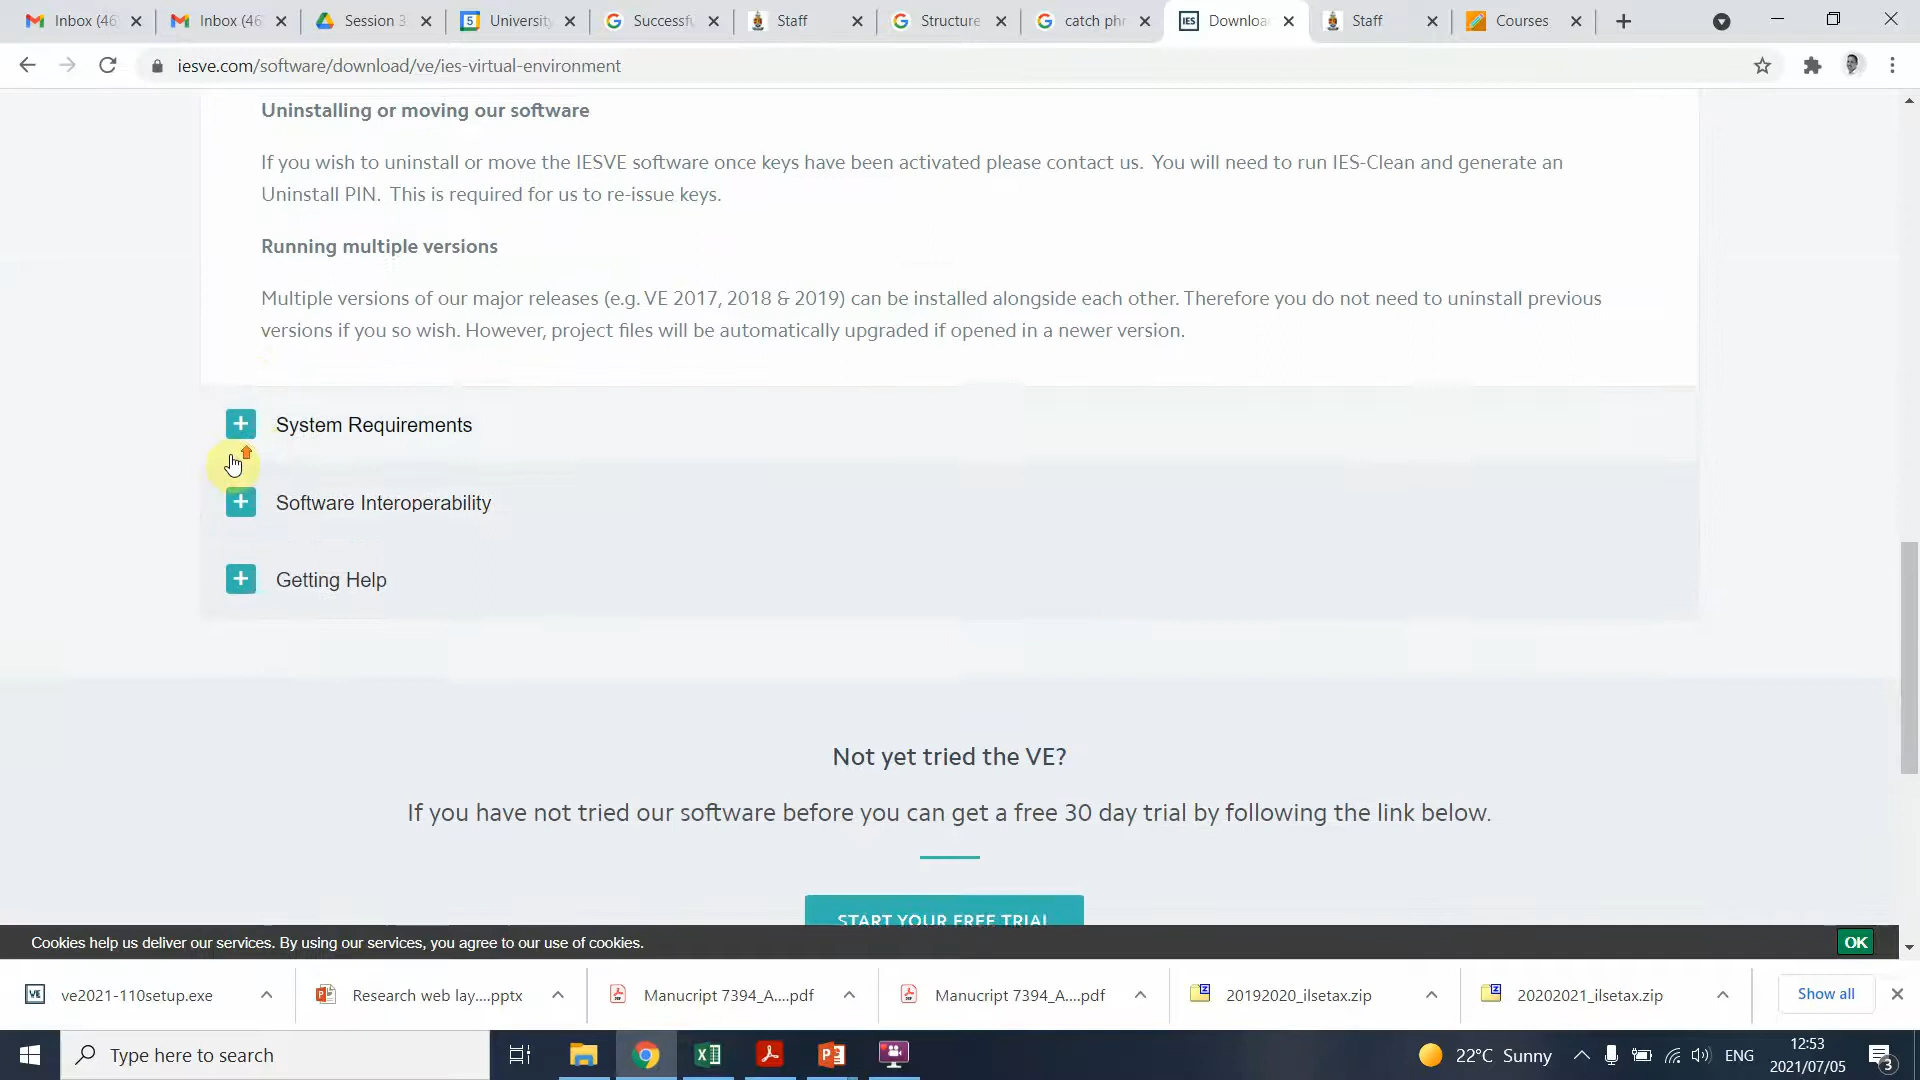 Inbox (46
Inbox (46
Session 3
5
University
Successfu
Staff
Structure
catch phr
IES
Downloa
Staff
Courses
iesve.com/software/download/ve/ies-virtual-environment
Uninstalling or moving our software
If you wish to uninstall or move the IESVE software once keys have been activated please contact us. You will need to run IES-Clean and generate an
Uninstall PIN. This is required for us to re-issue keys.
Running multiple versions
Multiple versions of our major releases (e.g. VE 2017, 2018 & 2019) can be installed alongside each other. Therefore you do not need to uninstall previous
versions if you so wish. However, project files will be automatically upgraded if opened in a newer version.
System Requirements
Software Interoperability
Getting Help
Not yet tried the VE?
If you have not tried our software before you can get a free 30 day trial by following the link below.
START YOUR FREE TRIAL
Cookies help us deliver our services. By using our services, you agree to our use of cookies.
OK
VE
ve2021-110setup.exe
Research web lay....pptx
Manucript 7394_A....pdf
Manucript 7394_A....pdf
20192020_ilsetax.zip
20202021_ilsetax.zip
Show all
Type here to search
22°C Sunny
ENG
12:53
2021/07/05
3